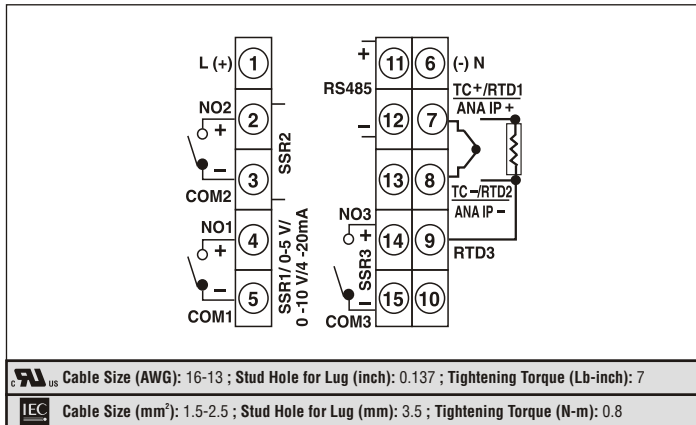 L (+) 1
NO2
+ 2
SSR2
− 3
COM2
NO1
+ 4
SSR1/ 0-5 V/
0 -10 V/4 -20mA
− 5
COM1
+ 11 6 (-) N
RS485
TC+/RTD1
ANA IP +
− 12 7
13 8
TC−/RTD2
ANA IP −
NO3
+ 14 9
RTD3
SSR3
− 15 10
COM3
c RU US Cable Size (AWG): 16-13 ; Stud Hole for Lug (inch): 0.137 ; Tightening Torque (Lb-inch): 7
IEC Cable Size (mm²): 1.5-2.5 ; Stud Hole for Lug (mm): 3.5 ; Tightening Torque (N-m): 0.8